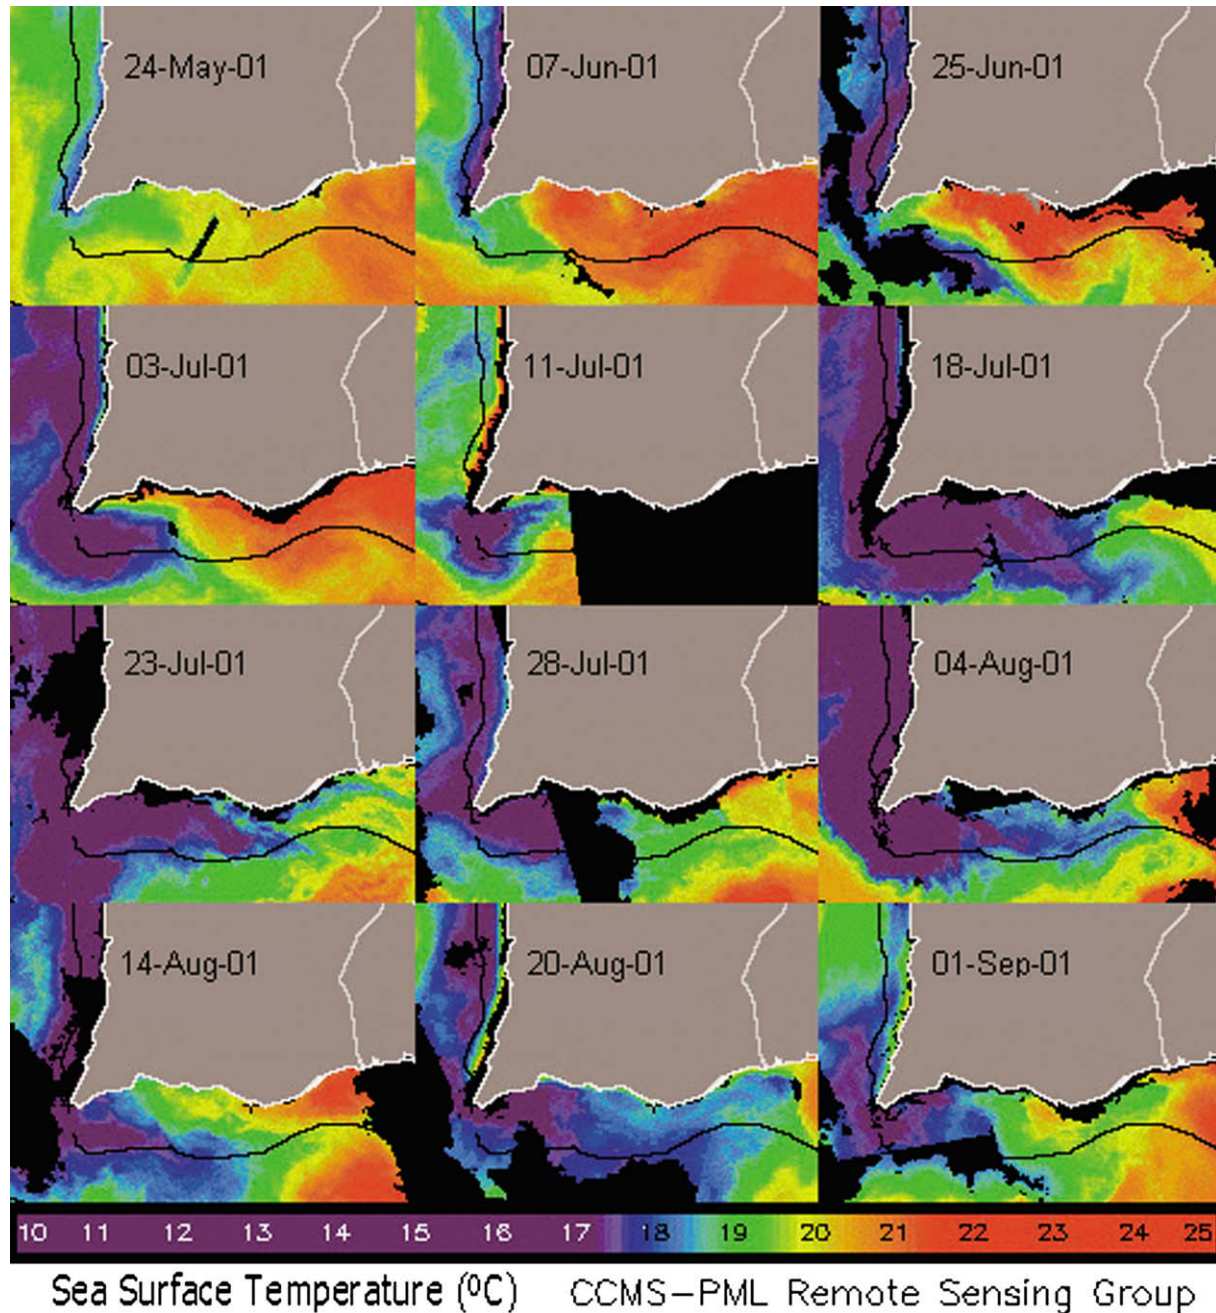 24-May-01 07-Jun-01 25-Jun-01
03-Jul-01 11-Jul-01 18-Jul-01
23-Jul-01 28-Jul-01 04-Aug-01
14-Aug-01 20-Aug-01 01-Sep-01
10 11 12 13 14 15 16 17 18 19 20 21 22 23 24 25
Sea Surface Temperature (⁰C) CCMS-PML Remote Sensing Group